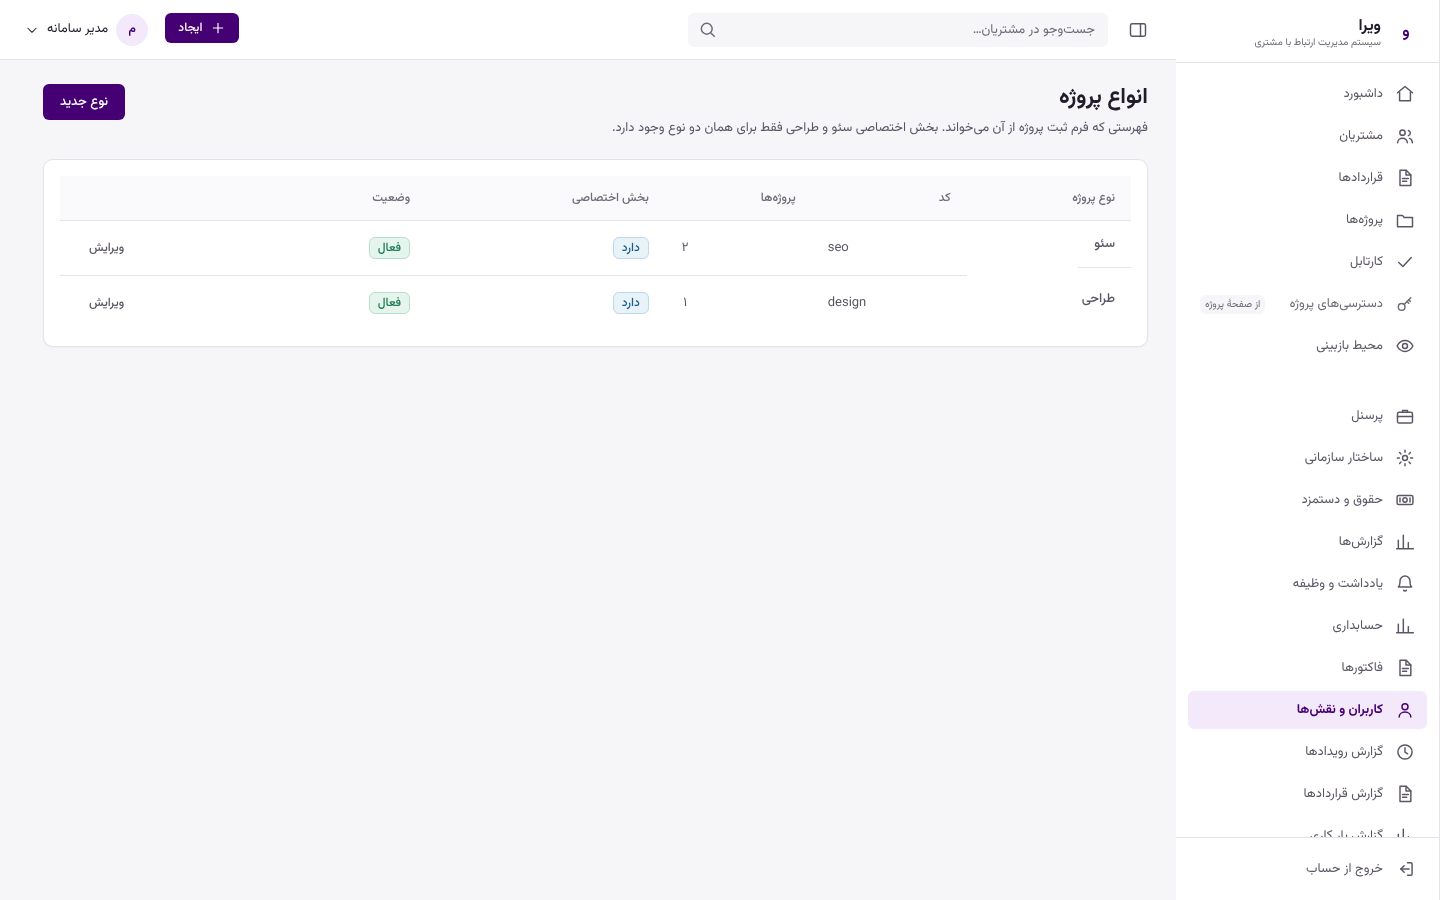 و
ویرا
سیستم مدیریت ارتباط با مشتری
جست‌وجو در مشتریان...
ایجاد
م
مدیر سامانه
داشبورد
مشتریان
قراردادها
پروژه‌ها
کارتابل
دسترسی‌های پروژه
از صفحهٔ پروژه
محیط بازبینی
پرسنل
ساختار سازمانی
حقوق و دستمزد
گزارش‌ها
یادداشت و وظیفه
حسابداری
فاکتورها
کاربران و نقش‌ها
گزارش رویدادها
گزارش قراردادها
گزارش بار کاری
خروج از حساب
انواع پروژه
نوع جدید
فهرستی که فرم ثبت پروژه از آن می‌خواند. بخش اختصاصی سئو و طراحی فقط برای همان دو نوع وجود دارد.
نوع پروژه کد پروژه‌ها بخش اختصاصی وضعیت
سئو seo ۲ دارد فعال ویرایش
طراحی design ۱ دارد فعال ویرایش